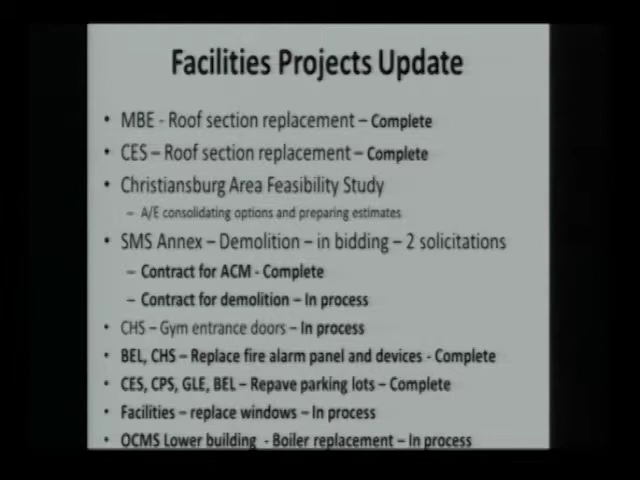 Facilities Projects Update
• MBE - Roof section replacement – Complete
• CES – Roof section replacement – Complete
• Christiansburg Area Feasibility Study
– A/E consolidating options and preparing estimates
• SMS Annex – Demolition – in bidding – 2 solicitations
– Contract for ACM - Complete
– Contract for demolition – In process
• CHS – Gym entrance doors – In process
• BEL, CHS – Replace fire alarm panel and devices - Complete
• CES, CPS, GLE, BEL – Repave parking lots – Complete
• Facilities – replace windows – In process
• QCMS Lower building - Boiler replacement – In process